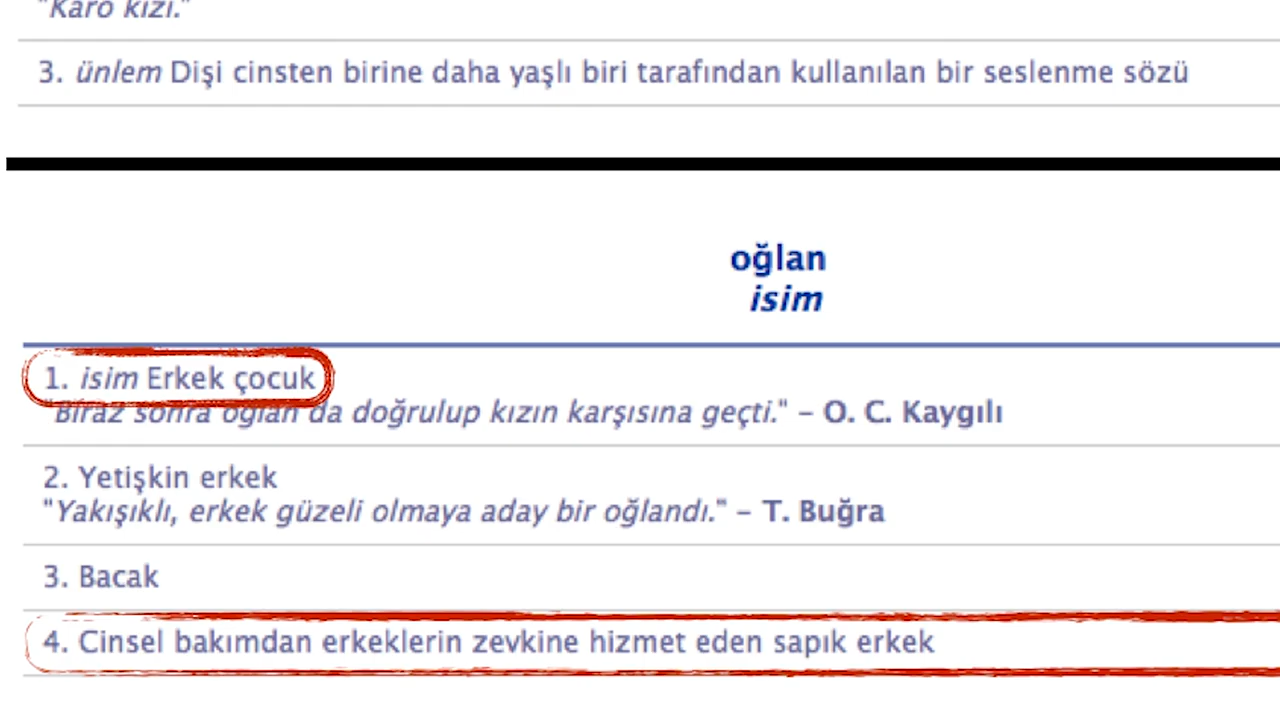 "Karo kızı."
3. ünlem Dişi cinsten birine daha yaşlı biri tarafından kullanılan bir seslenme sözü
oğlan
isim
1. isim Erkek çocuk
"Biraz sonra oğlan da doğrulup kızın karşısına geçti." – O. C. Kaygılı
2. Yetişkin erkek
"Yakışıklı, erkek güzeli olmaya aday bir oğlandı." – T. Buğra
3. Bacak
4. Cinsel bakımdan erkeklerin zevkine hizmet eden sapık erkek